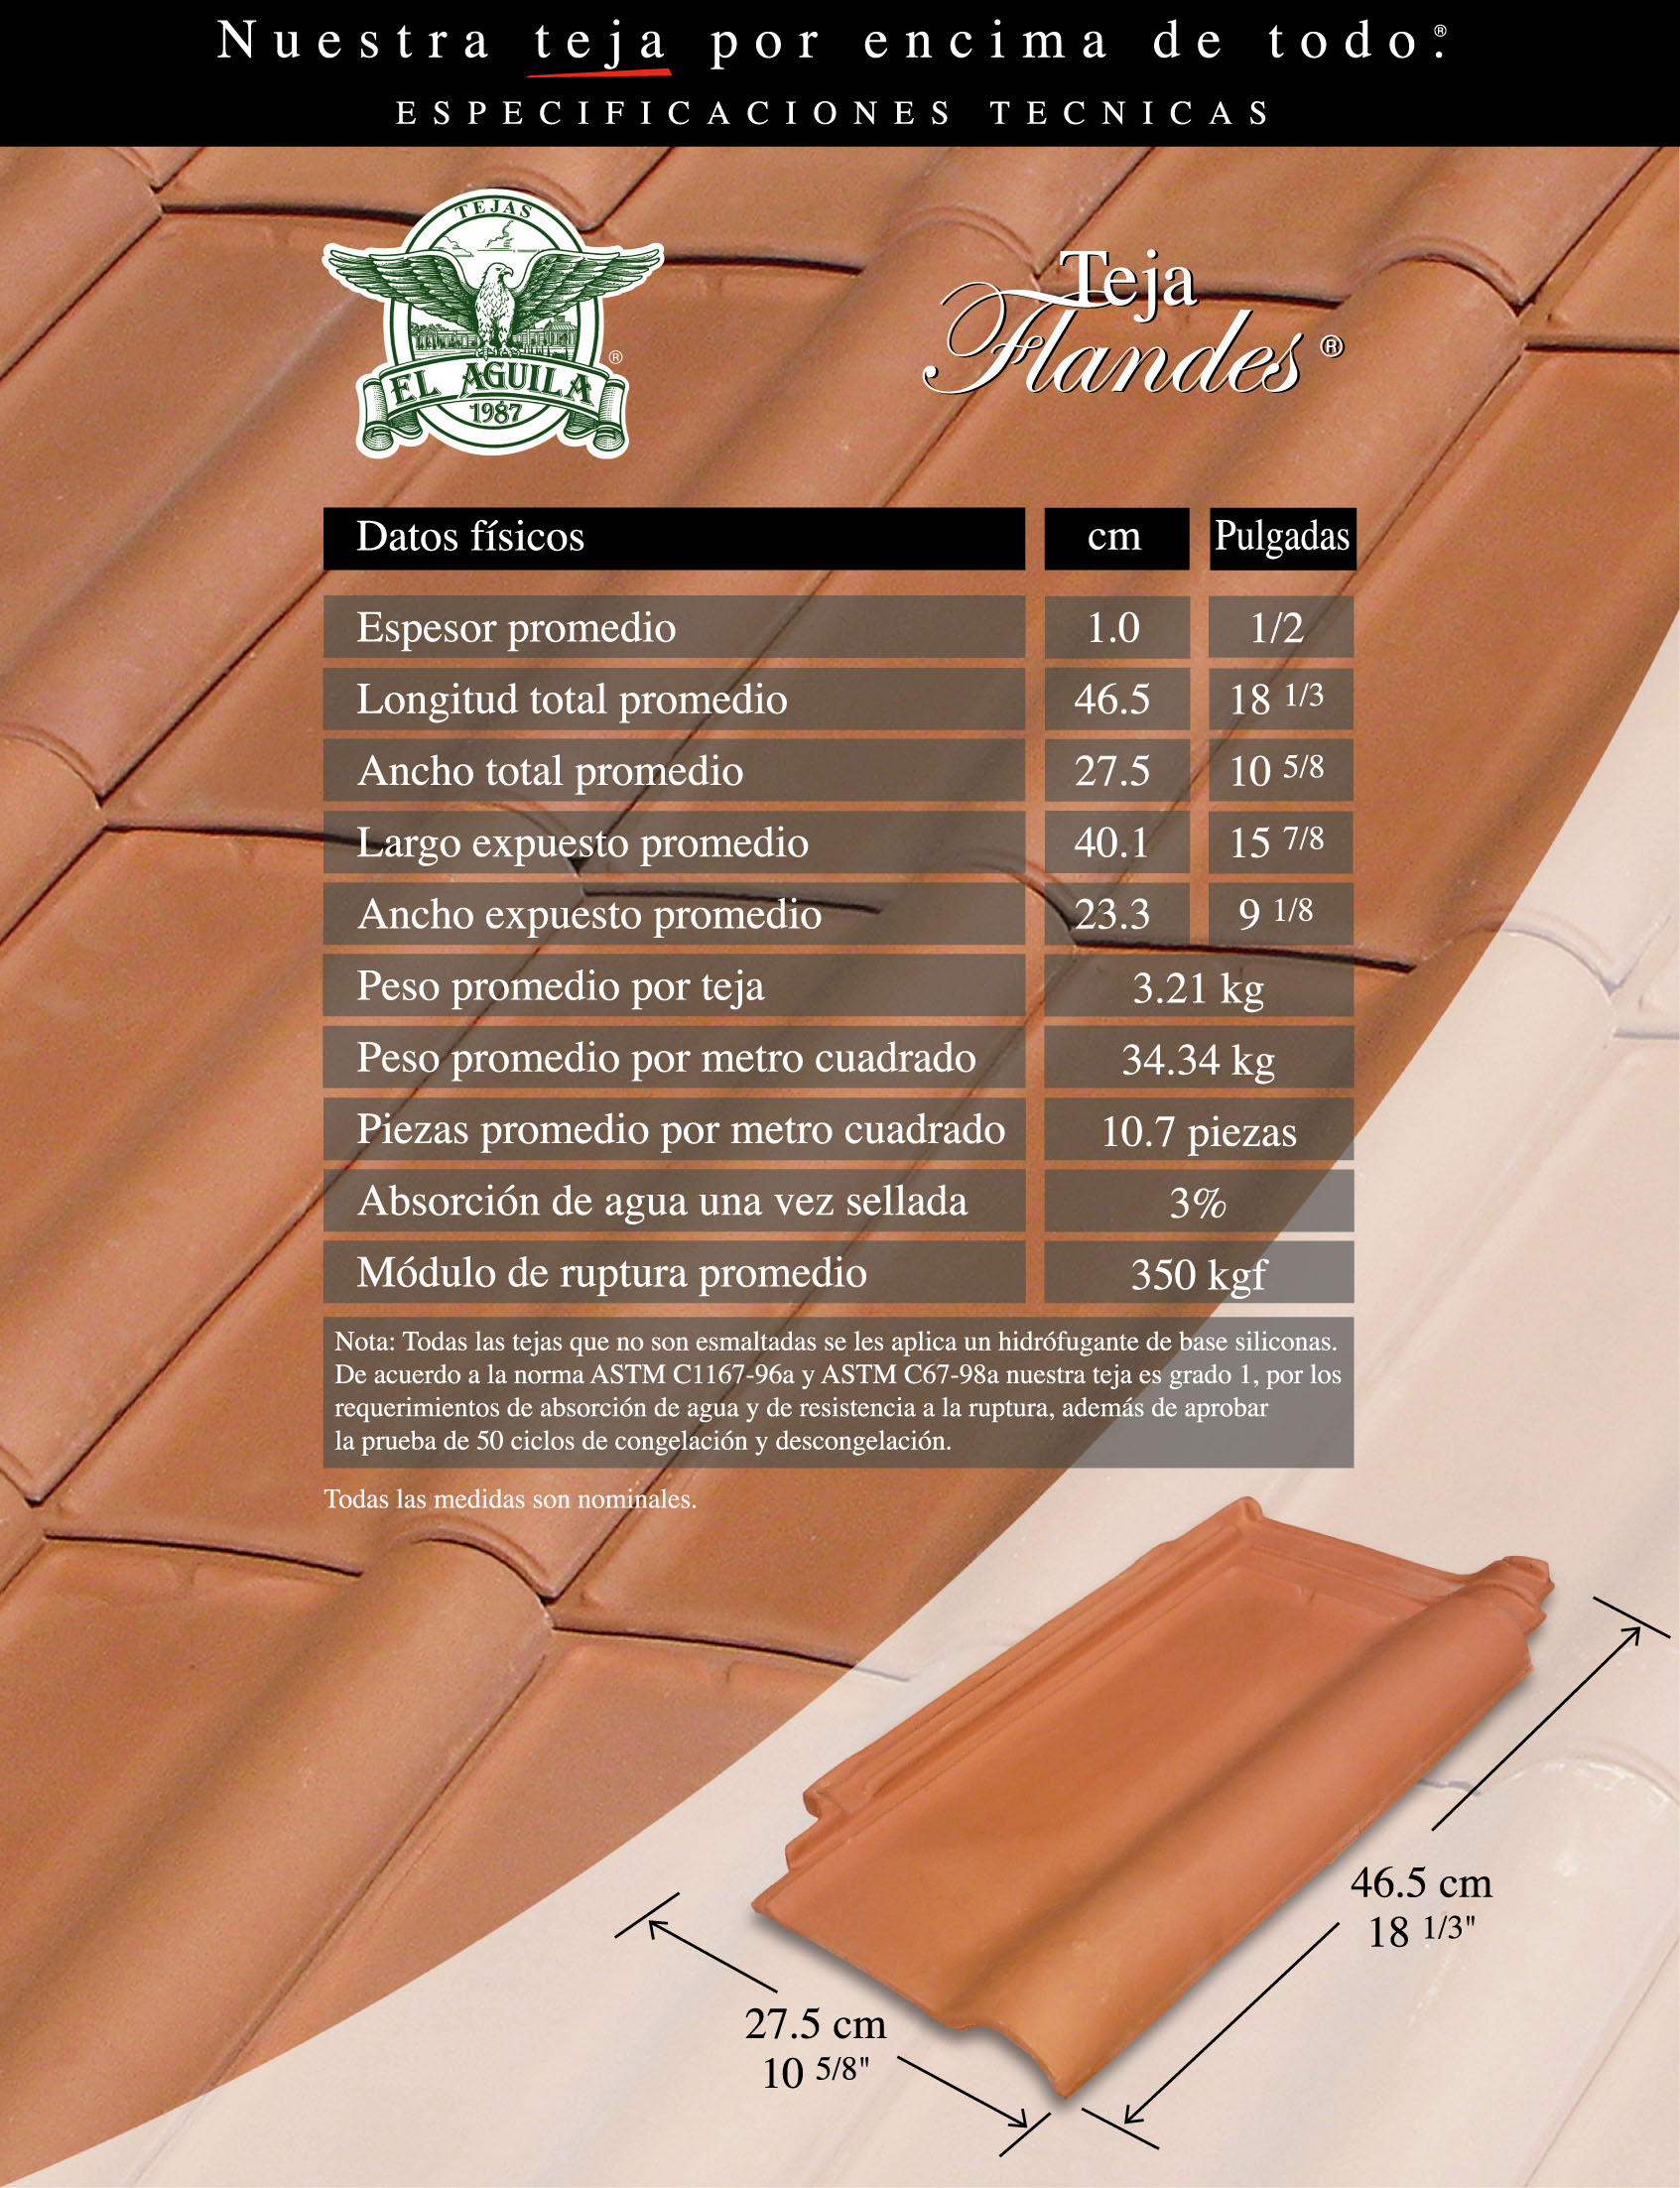 Nuestra teja por encima de todo.®
ESPECIFICACIONES TECNICAS
TEJAS
EL AGUILA ®
1987
Teja
Flandes ®
Datos físicos cm Pulgadas
Espesor promedio 1.0 1/2
Longitud total promedio 46.5 18 1/3
Ancho total promedio 27.5 10 5/8
Largo expuesto promedio 40.1 15 7/8
Ancho expuesto promedio 23.3 9 1/8
Peso promedio por teja 3.21 kg
Peso promedio por metro cuadrado 34.34 kg
Piezas promedio por metro cuadrado 10.7 piezas
Absorción de agua una vez sellada 3%
Módulo de ruptura promedio 350 kgf
Nota: Todas las tejas que no son esmaltadas se les aplica un hidrófugante de base siliconas.
De acuerdo a la norma ASTM C1167-96a y ASTM C67-98a nuestra teja es grado 1, por los
requerimientos de absorción de agua y de resistencia a la ruptura, además de aprobar
la prueba de 50 ciclos de congelación y descongelación.
Todas las medidas son nominales.
46.5 cm
18 1/3"
27.5 cm
10 5/8"